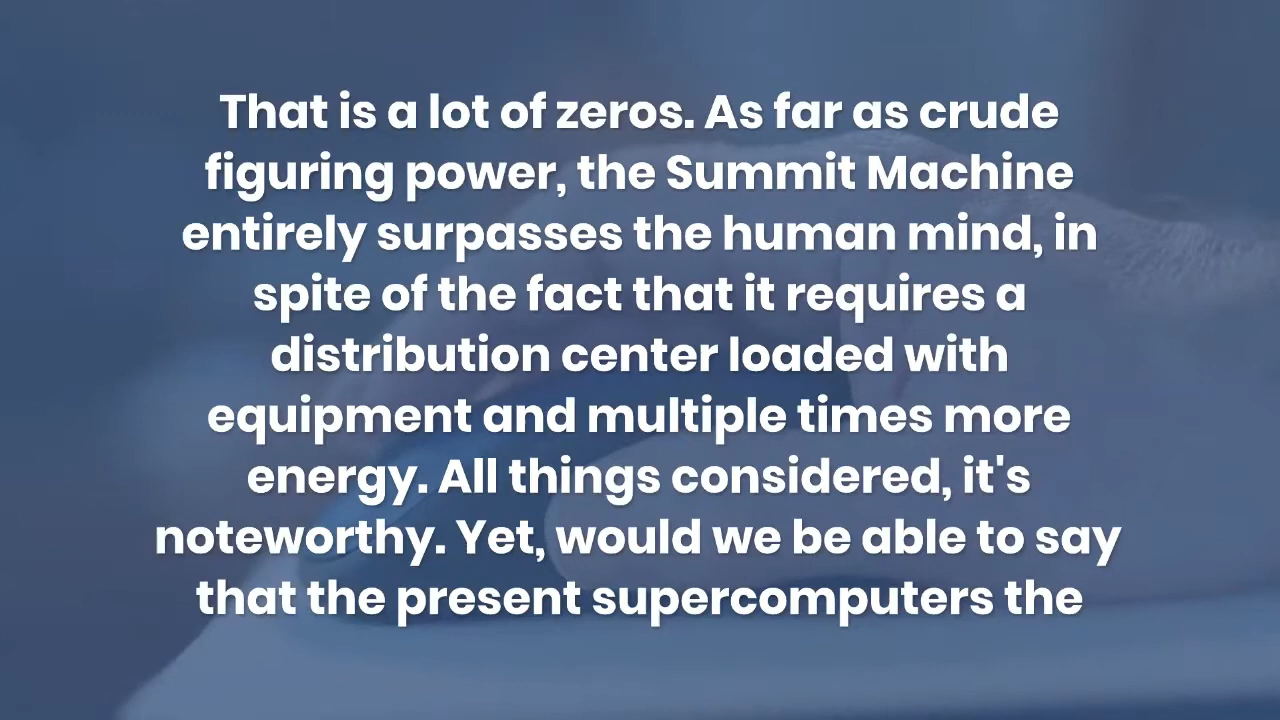 That is a lot of zeros. As far as crude
figuring power, the Summit Machine
entirely surpasses the human mind, in
spite of the fact that it requires a
distribution center loaded with
equipment and multiple times more
energy. All things considered, it's
noteworthy. Yet, would we be able to say
that the present supercomputers the